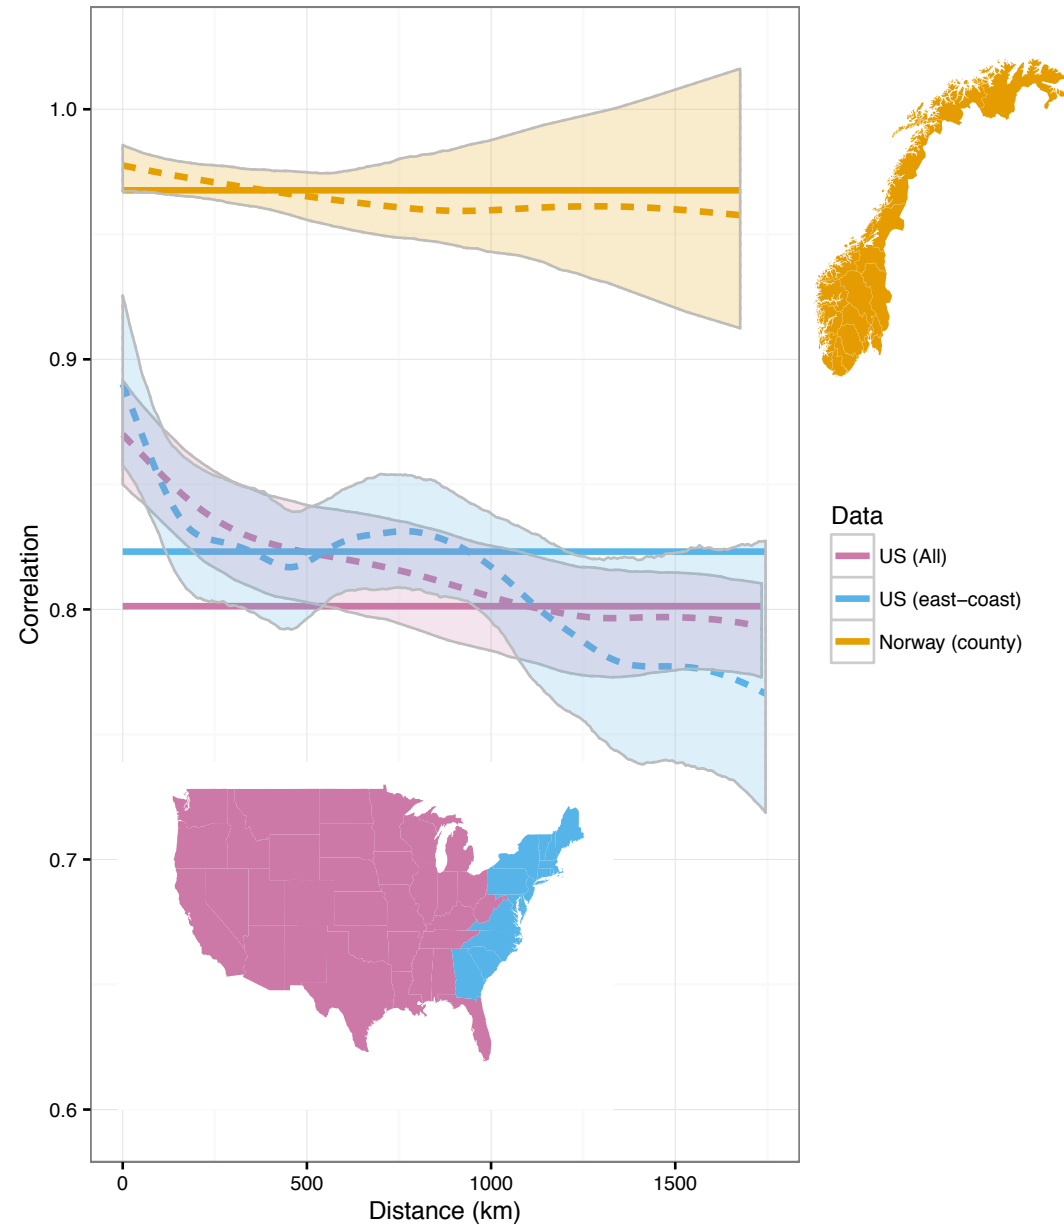 1.0
0.9
0.8
0.7
0.6
Correlation
0
500
1000
1500
Distance (km)
Data
US (All)
US (east−coast)
Norway (county)